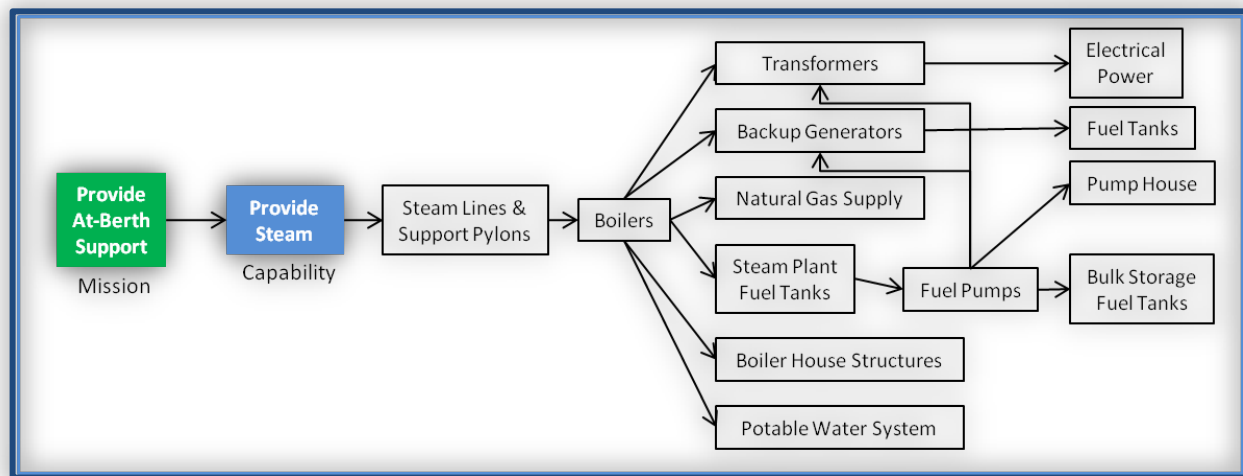 Provide
At-Berth
Support
Mission
Provide
Steam
Capability
Steam Lines &
Support Pylons
Boilers
Transformers
Backup Generators
Natural Gas Supply
Steam Plant
Fuel Tanks
Boiler House Structures
Potable Water System
Fuel Pumps
Electrical
Power
Fuel Tanks
Pump House
Bulk Storage
Fuel Tanks